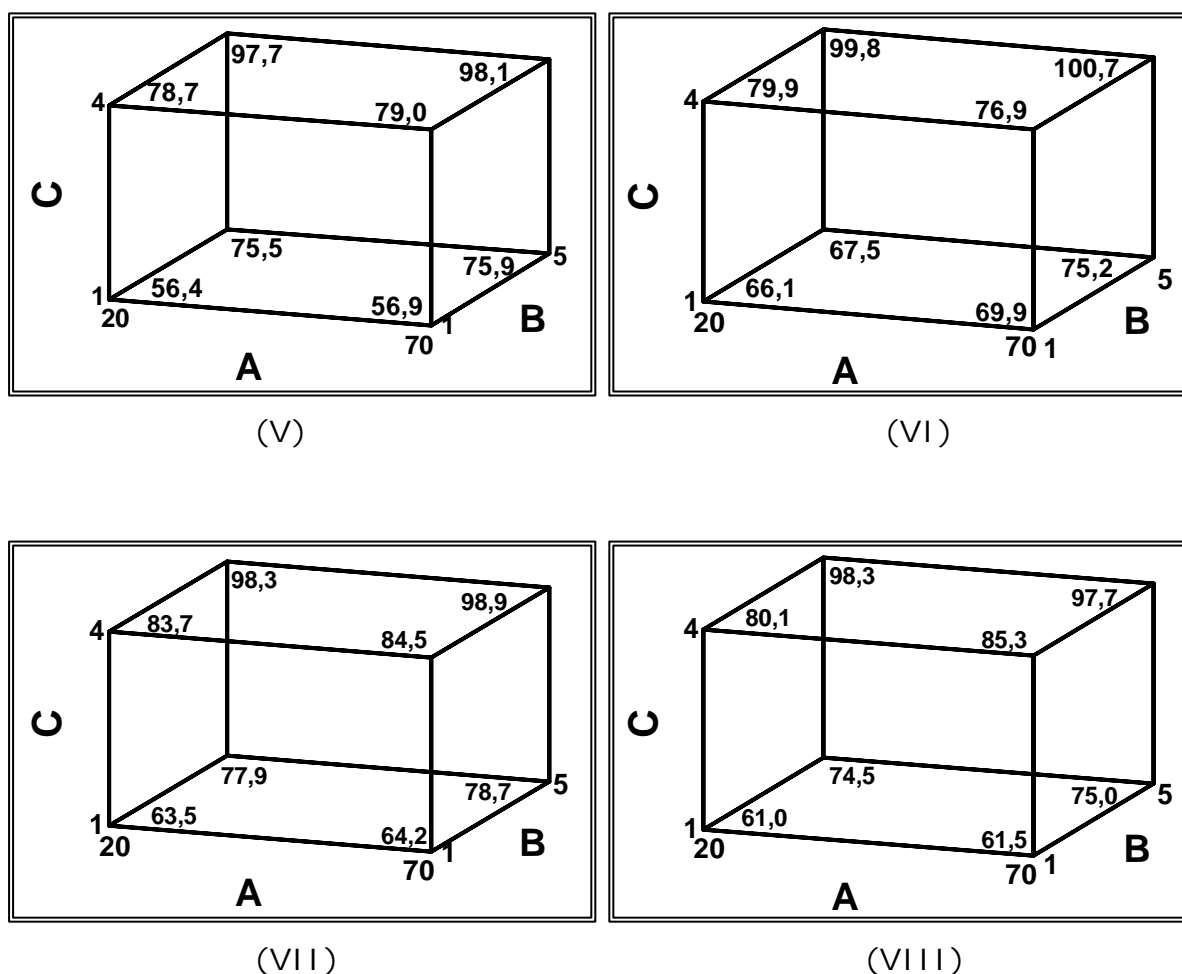 97,7
98,1
4 78,7
79,0
C
75,5
75,9 5
1 56,4
56,9 1
20
70
B
A
(V)
99,8
100,7
4 79,9
76,9
C
67,5
75,2 5
1 66,1
69,9
20
70 1
B
A
(VI)
98,3
98,9
4 83,7
84,5
C
77,9
78,7 5
1 63,5
64,2 1
20
70
B
A
(VII)
98,3
97,7
4 80,1
85,3
C
74,5
75,0 5
1 61,0
61,5
20
70 1
B
A
(VIII)